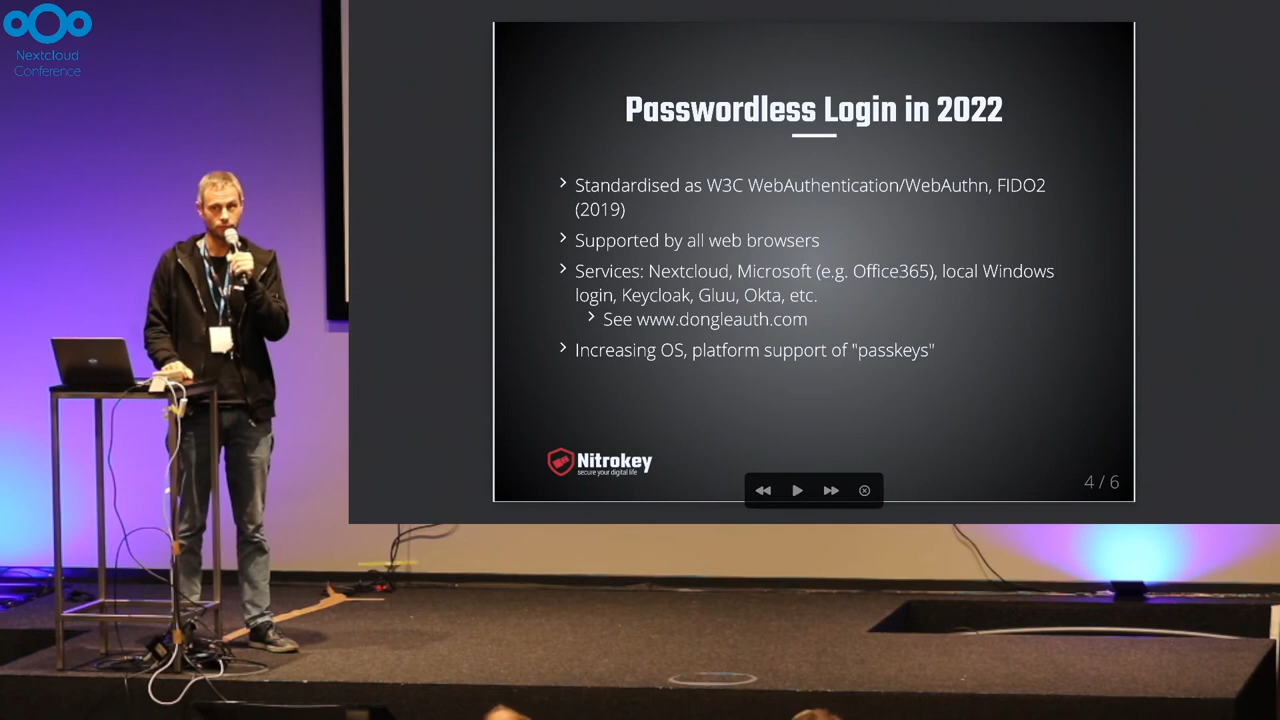 Nextcloud
Conference
Passwordless Login in 2022
Standardised as W3C WebAuthentication/WebAuthn, FIDO2
(2019)
Supported by all web browsers
Services: Nextcloud, Microsoft (e.g. Office365), local Windows
login, Keycloak, Gluu, Okta, etc.
See www.dongleauth.com
Increasing OS, platform support of "passkeys"
Nitrokey
secure your digital life
4 / 6